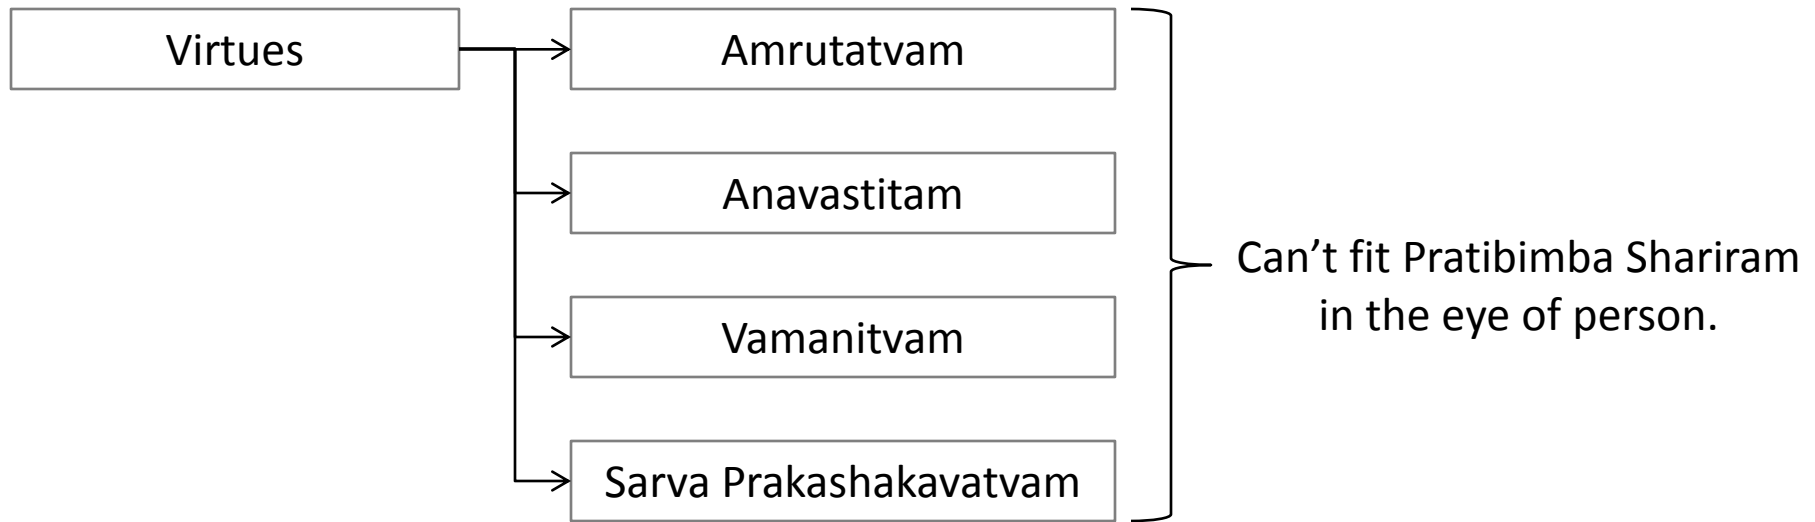 Virtues
Amrutatvam
Anavastitam
Vamanitvam
Sarva Prakashakavatvam
Can’t fit Pratibimba Shariram
in the eye of person.